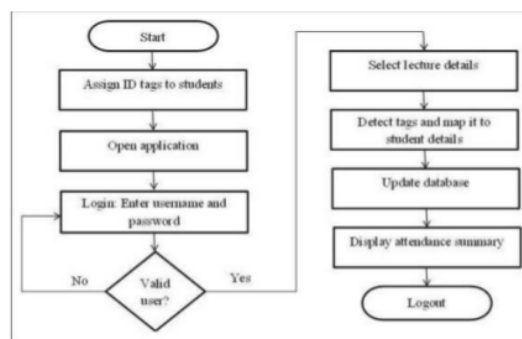 Start
Assign ID tags to students
Open application
Login: Enter username and
password
Valid
user?
No
Yes
Select lecture details
Detect tags and map it to
student details
Update database
Display attendance summary
Logout